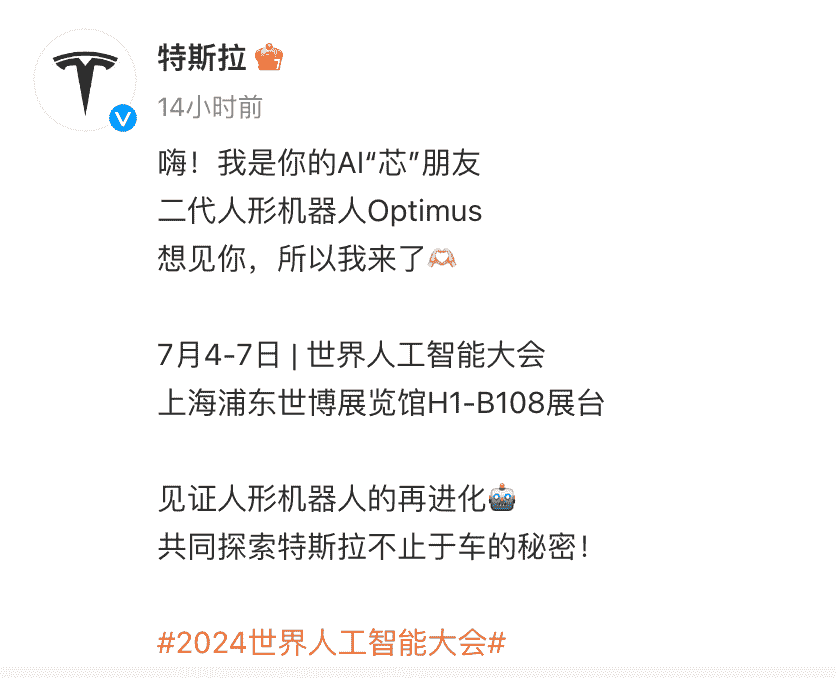 特斯拉
14小时前
嗨！我是你的AI“芯”朋友
二代人形机器人Optimus
想见你，所以我来了
7月4-7日 | 世界人工智能大会
上海浦东世博展览馆H1-B108展台
见证人形机器人的再进化
共同探索特斯拉不止于车的秘密！
#2024世界人工智能大会#